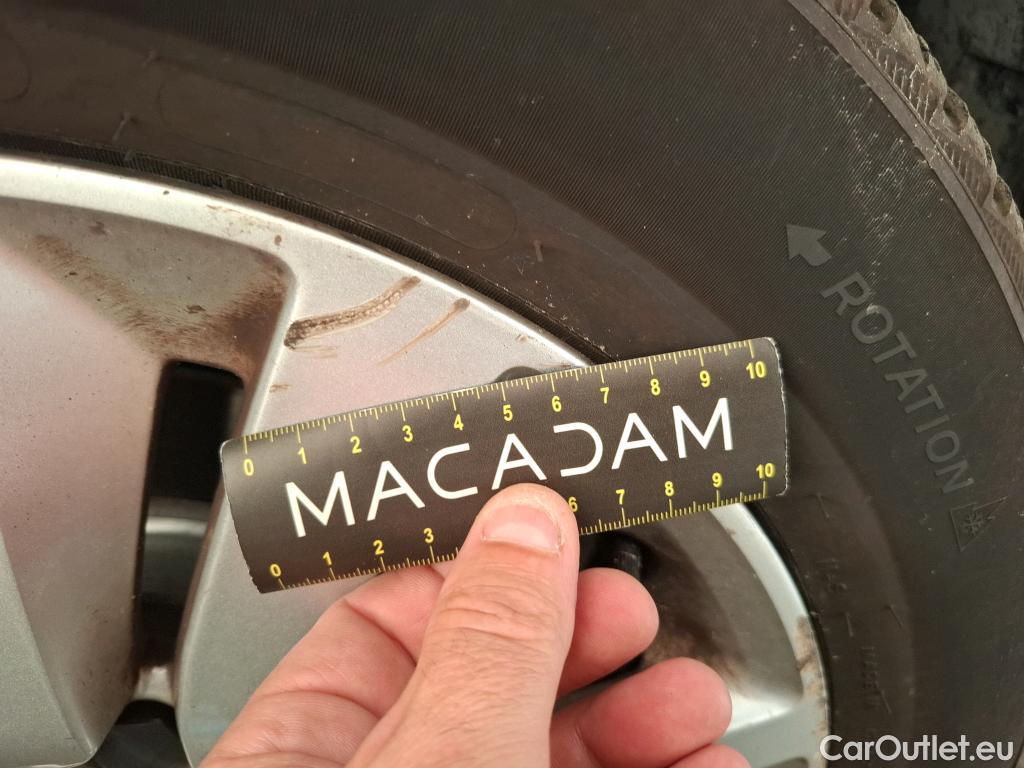 ROTATION
0 1 2 3 4 5 6 7 8 9 10
MACADAM
0 1 2 3 6 7 8 9 10
CarOutlet.eu